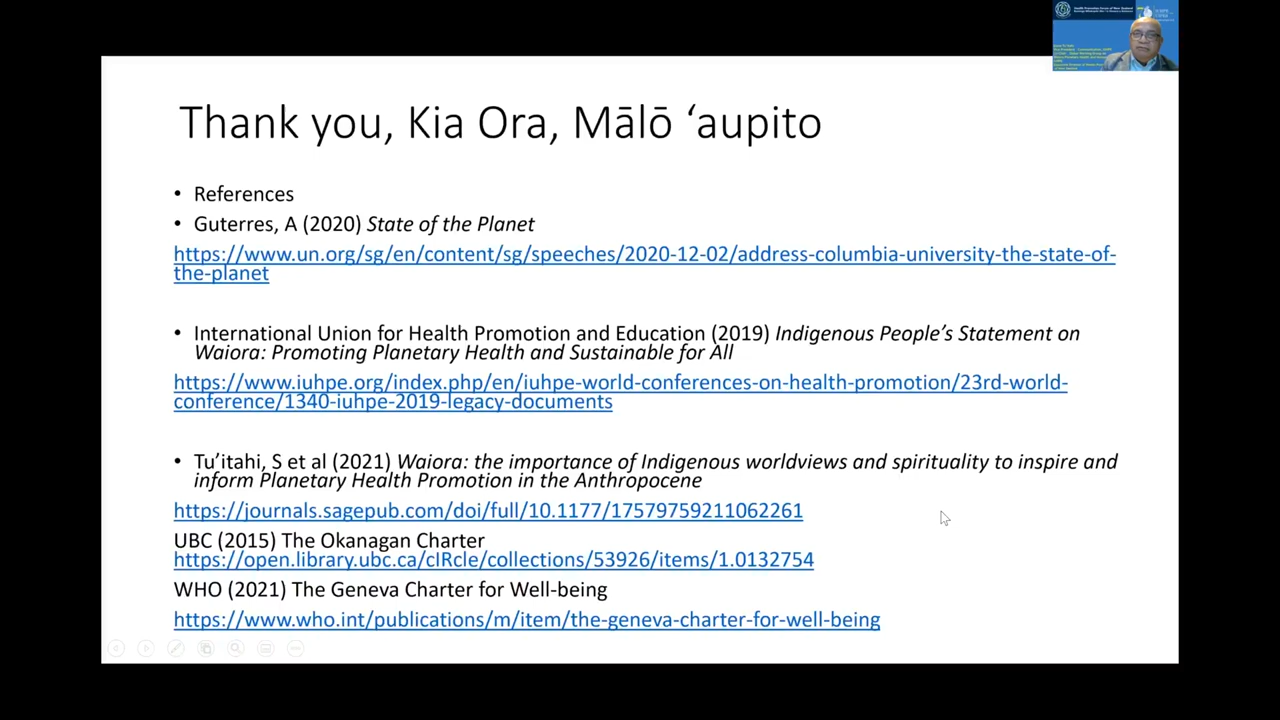 Health Promotion Forum of New Zealand
Thank you, Kia Ora, Mālō ‘aupito
• References
• Guterres, A (2020) State of the Planet
https://www.un.org/sg/en/content/sg/speeches/2020-12-02/address-columbia-university-the-state-of-
the-planet
• International Union for Health Promotion and Education (2019) Indigenous People’s Statement on
Waiora: Promoting Planetary Health and Sustainable for All
https://www.iuhpe.org/index.php/en/iuhpe-world-conferences-on-health-promotion/23rd-world-
conference/1340-iuhpe-2019-legacy-documents
• Tu’itahi, S et al (2021) Waiora: the importance of Indigenous worldviews and spirituality to inspire and
inform Planetary Health Promotion in the Anthropocene
https://journals.sagepub.com/doi/full/10.1177/17579759211062261
UBC (2015) The Okanagan Charter
https://open.library.ubc.ca/cIRcle/collections/53926/items/1.0132754
WHO (2021) The Geneva Charter for Well-being
https://www.who.int/publications/m/item/the-geneva-charter-for-well-being